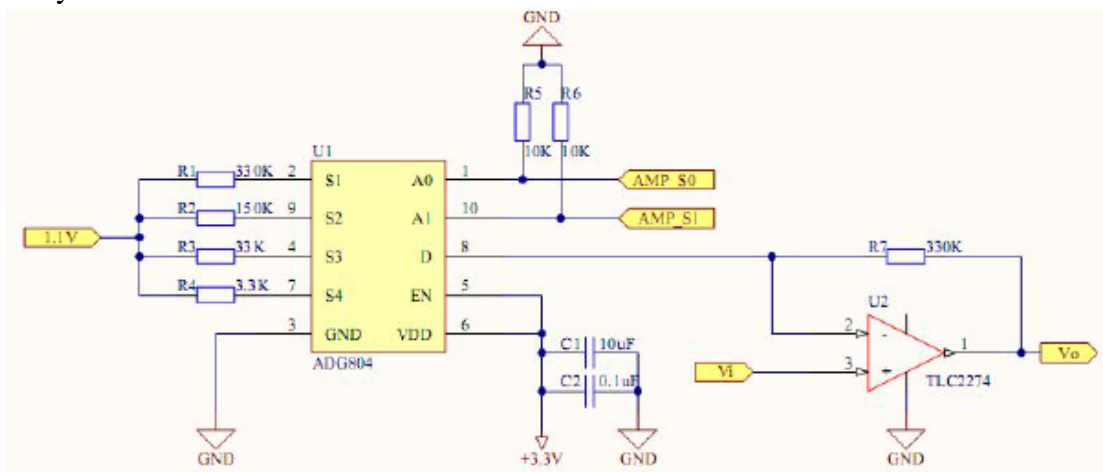 GND
R5 R6
10K 10K
U1
R1 330K 2 S1 A0 1 AMP_S0
R2 150K 9 S2 A1 10 AMP_S1
1.1V
R3 33K 4 S3 D 8 R7 330K
R4 3.3K 7 S4 EN 5
U2
3 GND VDD 6
2 - 1 Vo
C1 10uF
ADG804
Vi 3 + TLC2274
C2 0.1uF
GND +3.3V GND GND